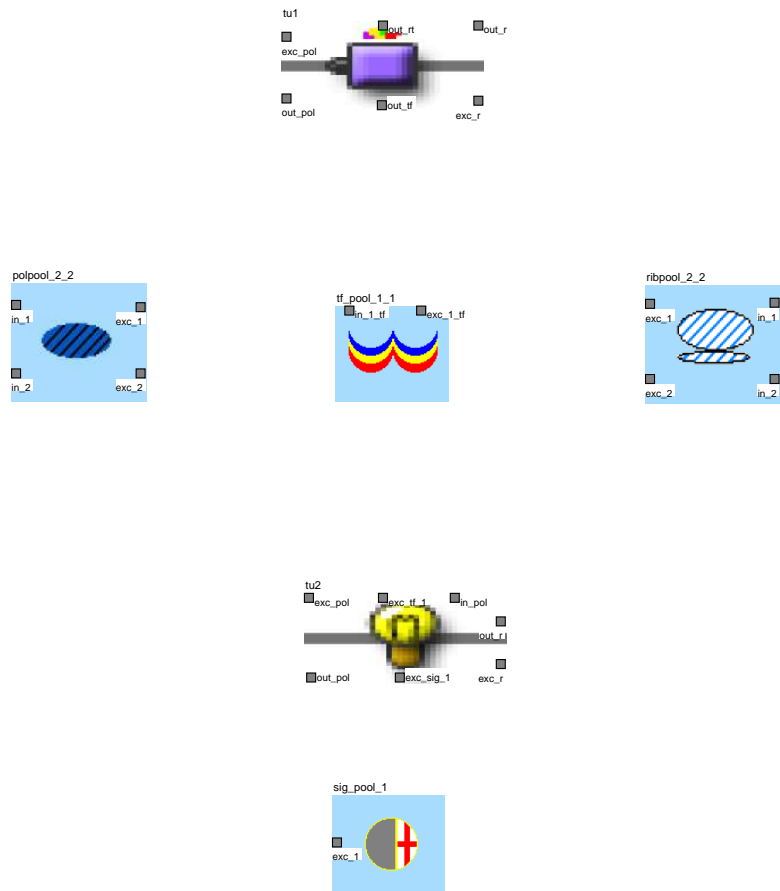 tu1
out_rt
out_r
exc_pol
out_pol
out_tf
exc_r
polpool_2_2
in_1
exc_1
in_2
exc_2
tf_pool_1_1
in_1_tf
exc_1_tf
ribpool_2_2
exc_1
in_1
exc_2
in_2
tu2
exc_pol
exc_tf_1
in_pol
out_r
out_pol
exc_sig_1
exc_r
sig_pool_1
exc_1